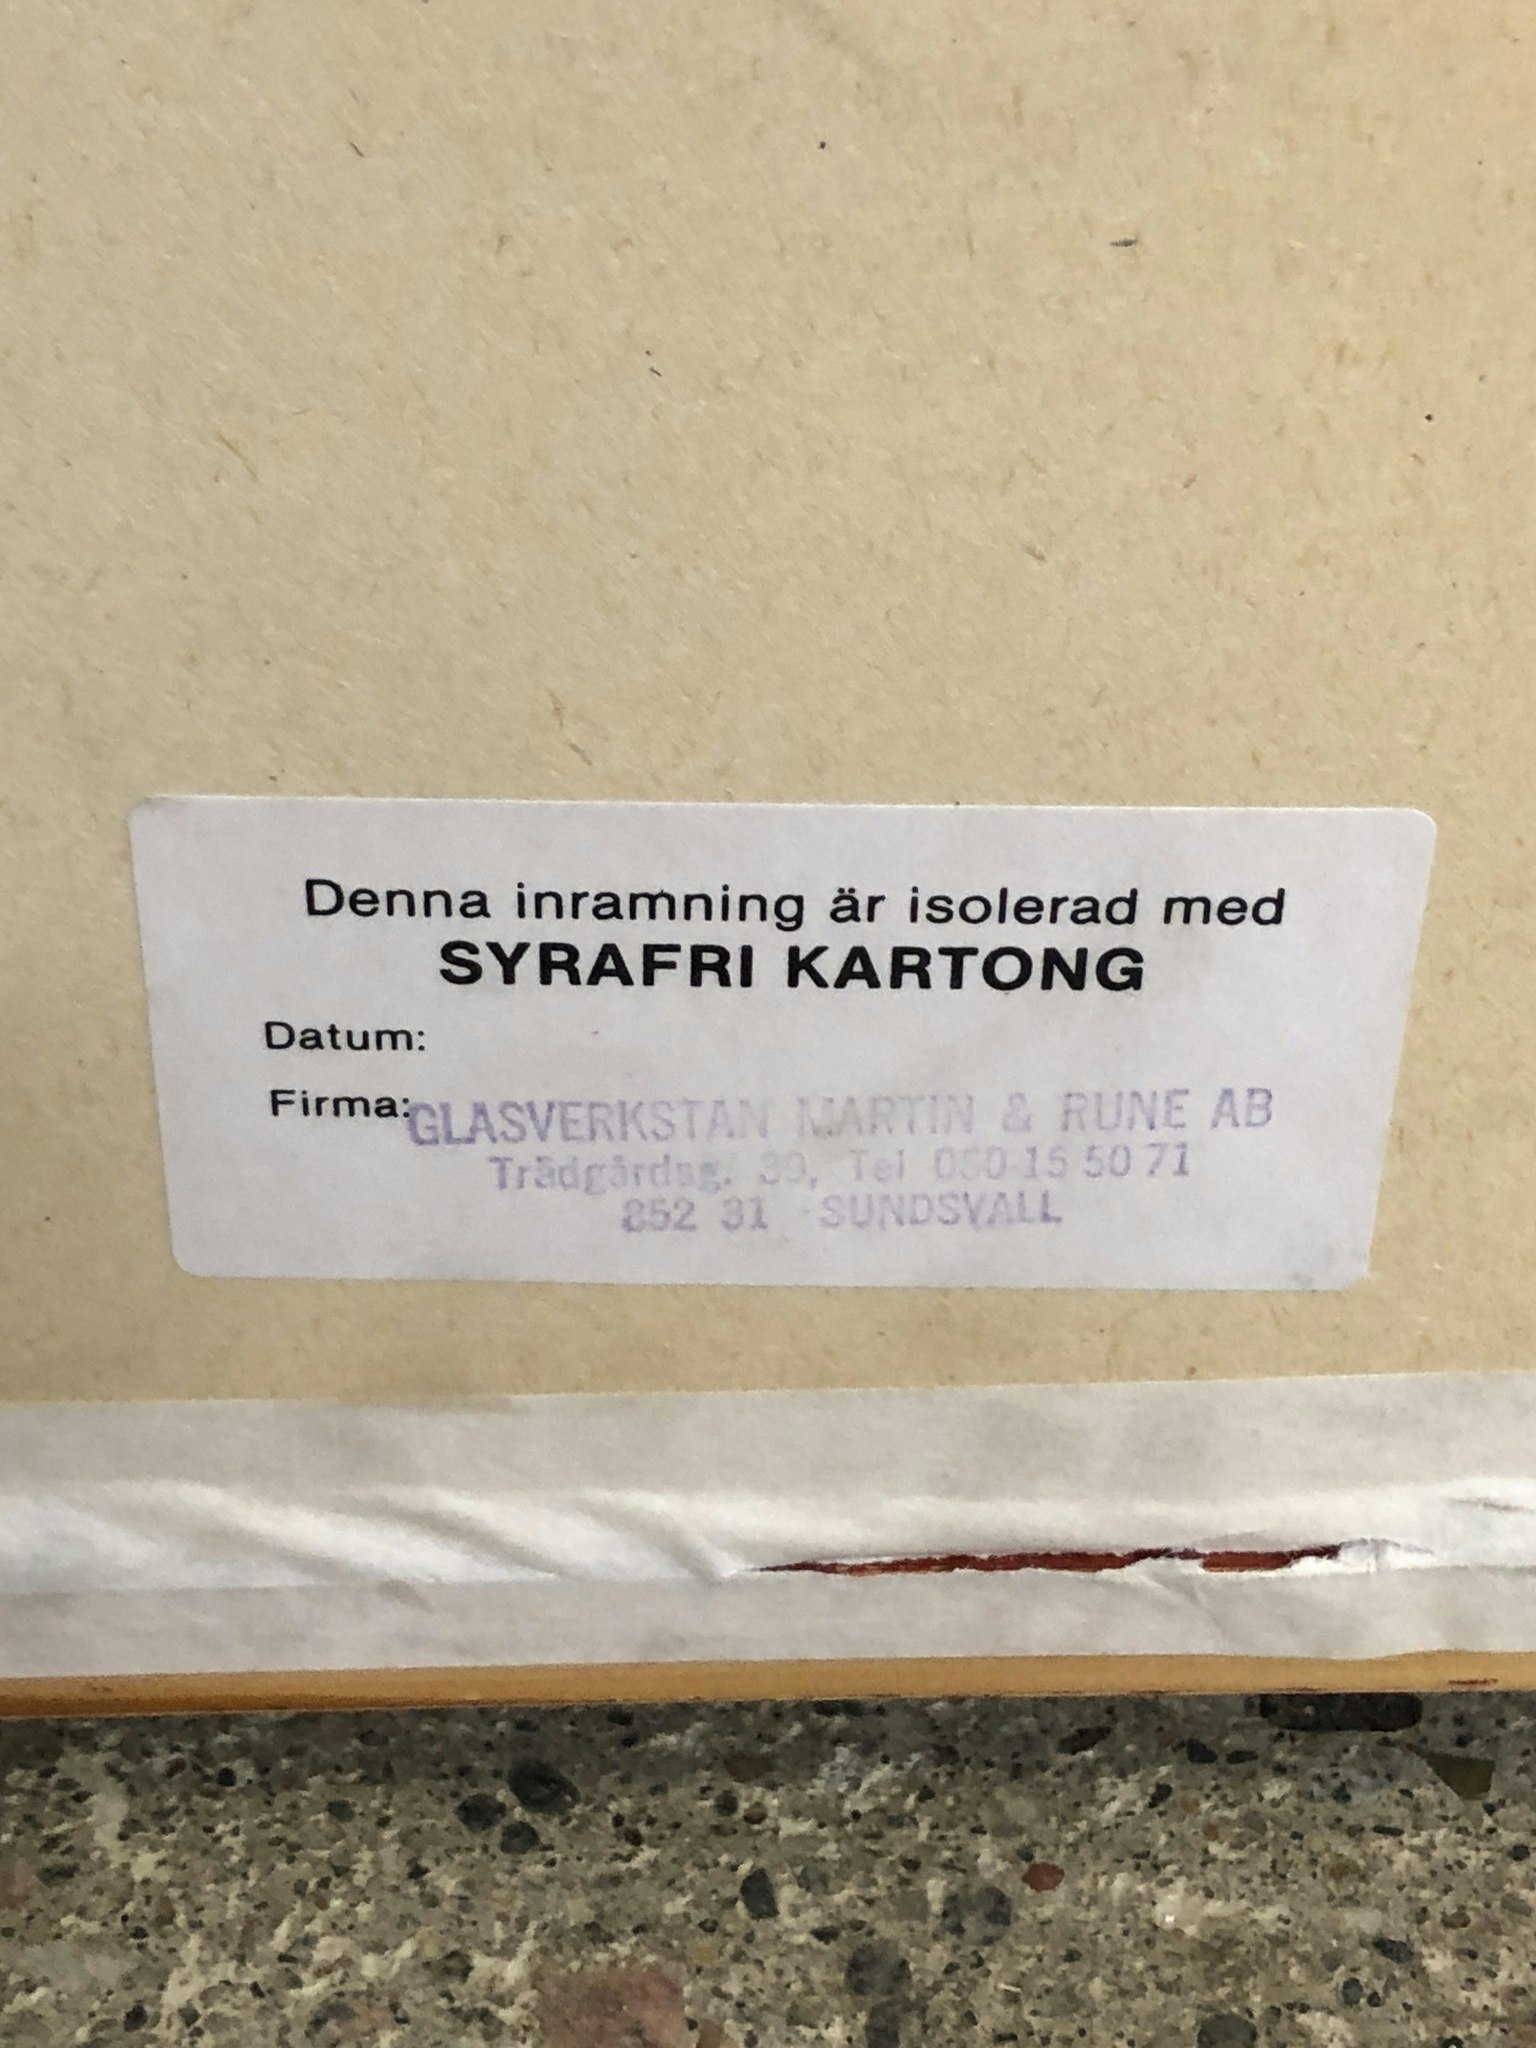 Denna inramning är isolerad med
SYRAFRI KARTONG
Datum:
Firma:
GLASVERKSTAN MARTIN & RUNE AB
Trädgårdsg. 39, Tel 060-15 50 71
852 31 SUNDSVALL